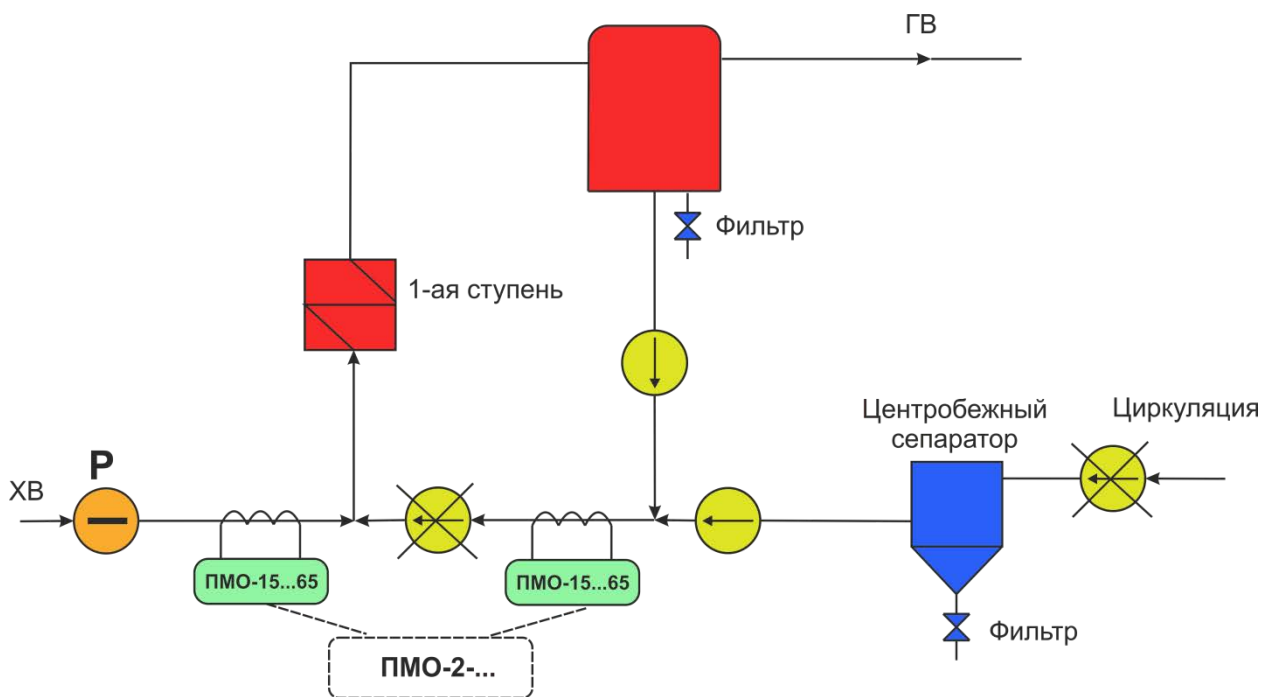 ГВ
Фильтр
1-ая ступень
Центробежный
сепаратор
Циркуляция
P
ХВ
ПМО-15...65
ПМО-15...65
Фильтр
ПМО-2-...